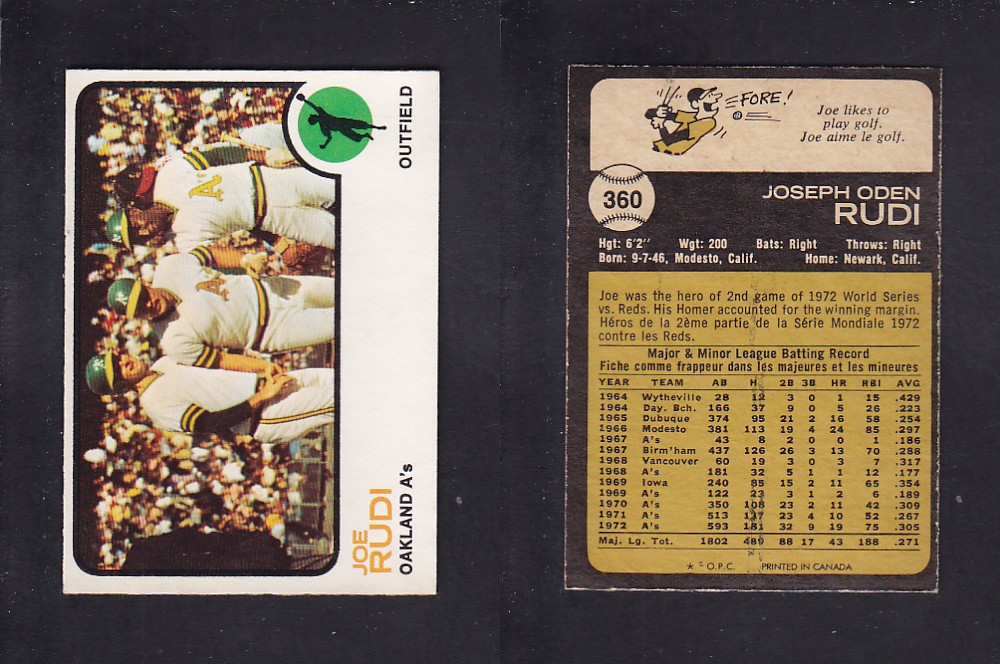 A's
A's
OUTFIELD
JOE
RUDI
OAKLAND A's
FORE!
Joe likes to
play golf.
Joe aime le golf.
360
JOSEPH ODEN
RUDI
Hgt: 6'2" Wgt: 200 Bats: Right Throws: Right
Born: 9-7-46, Modesto, Calif. Home: Newark, Calif.
Joe was the hero of 2nd game of 1972 World Series
vs. Reds. His Homer accounted for the winning margin.
Héros de la 2ème partie de la Série Mondiale 1972
contre les Reds.
Major & Minor League Batting Record
Fiche comme frappeur dans les majeures et les mineures
YEAR TEAM AB H 2B 3B HR RBI AVG
1964 Wytheville 28 12 3 0 1 15 .429
1964 Day. Bch. 166 37 9 0 5 26 .223
1965 Dubuque 374 95 21 2 16 58 .254
1966 Modesto 381 113 19 4 24 85 .297
1967 A's 43 8 2 0 0 1 .186
1967 Birm'ham 437 126 26 3 13 70 .288
1968 Vancouver 60 19 3 0 3 7 .317
1968 A's 181 32 5 1 1 12 .177
1969 Iowa 240 85 15 2 11 65 .354
1969 A's 122 23 3 1 2 6 .189
1970 A's 350 108 23 2 11 42 .309
1971 A's 513 137 23 4 10 52 .267
1972 A's 593 181 32 9 19 75 .305
Maj. Lg. Tot. 1802 489 88 17 43 188 .271
* © O.P.C. PRINTED IN CANADA